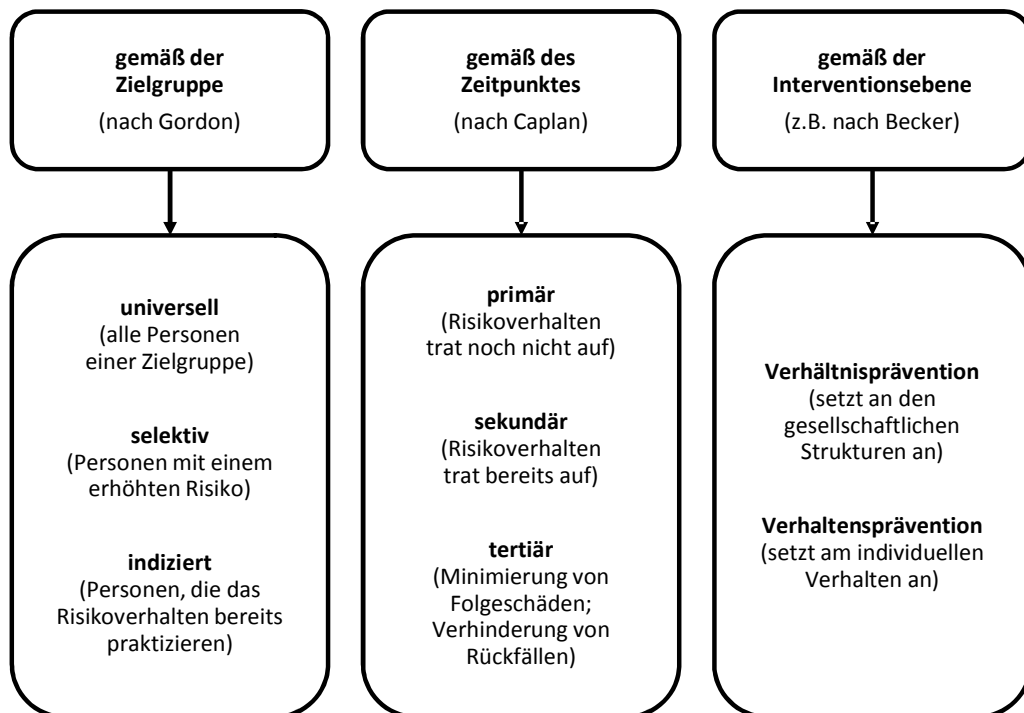 gemäß der
Zielgruppe
(nach Gordon)
universell
(alle Personen
einer Zielgruppe)
selektiv
(Personen mit einem
erhöhten Risiko)
indiziert
(Personen, die das
Risikoverhalten bereits
praktizieren)
gemäß des
Zeitpunktes
(nach Caplan)
primär
(Risikoverhalten
trat noch nicht auf)
sekundär
(Risikoverhalten
trat bereits auf)
tertiär
(Minimierung von
Folgeschäden;
Verhinderung von
Rückfällen)
gemäß der
Interventionsebene
(z.B. nach Becker)
Verhältnisprävention
(setzt an den
gesellschaftlichen
Strukturen an)
Verhaltensprävention
(setzt am individuellen
Verhalten an)